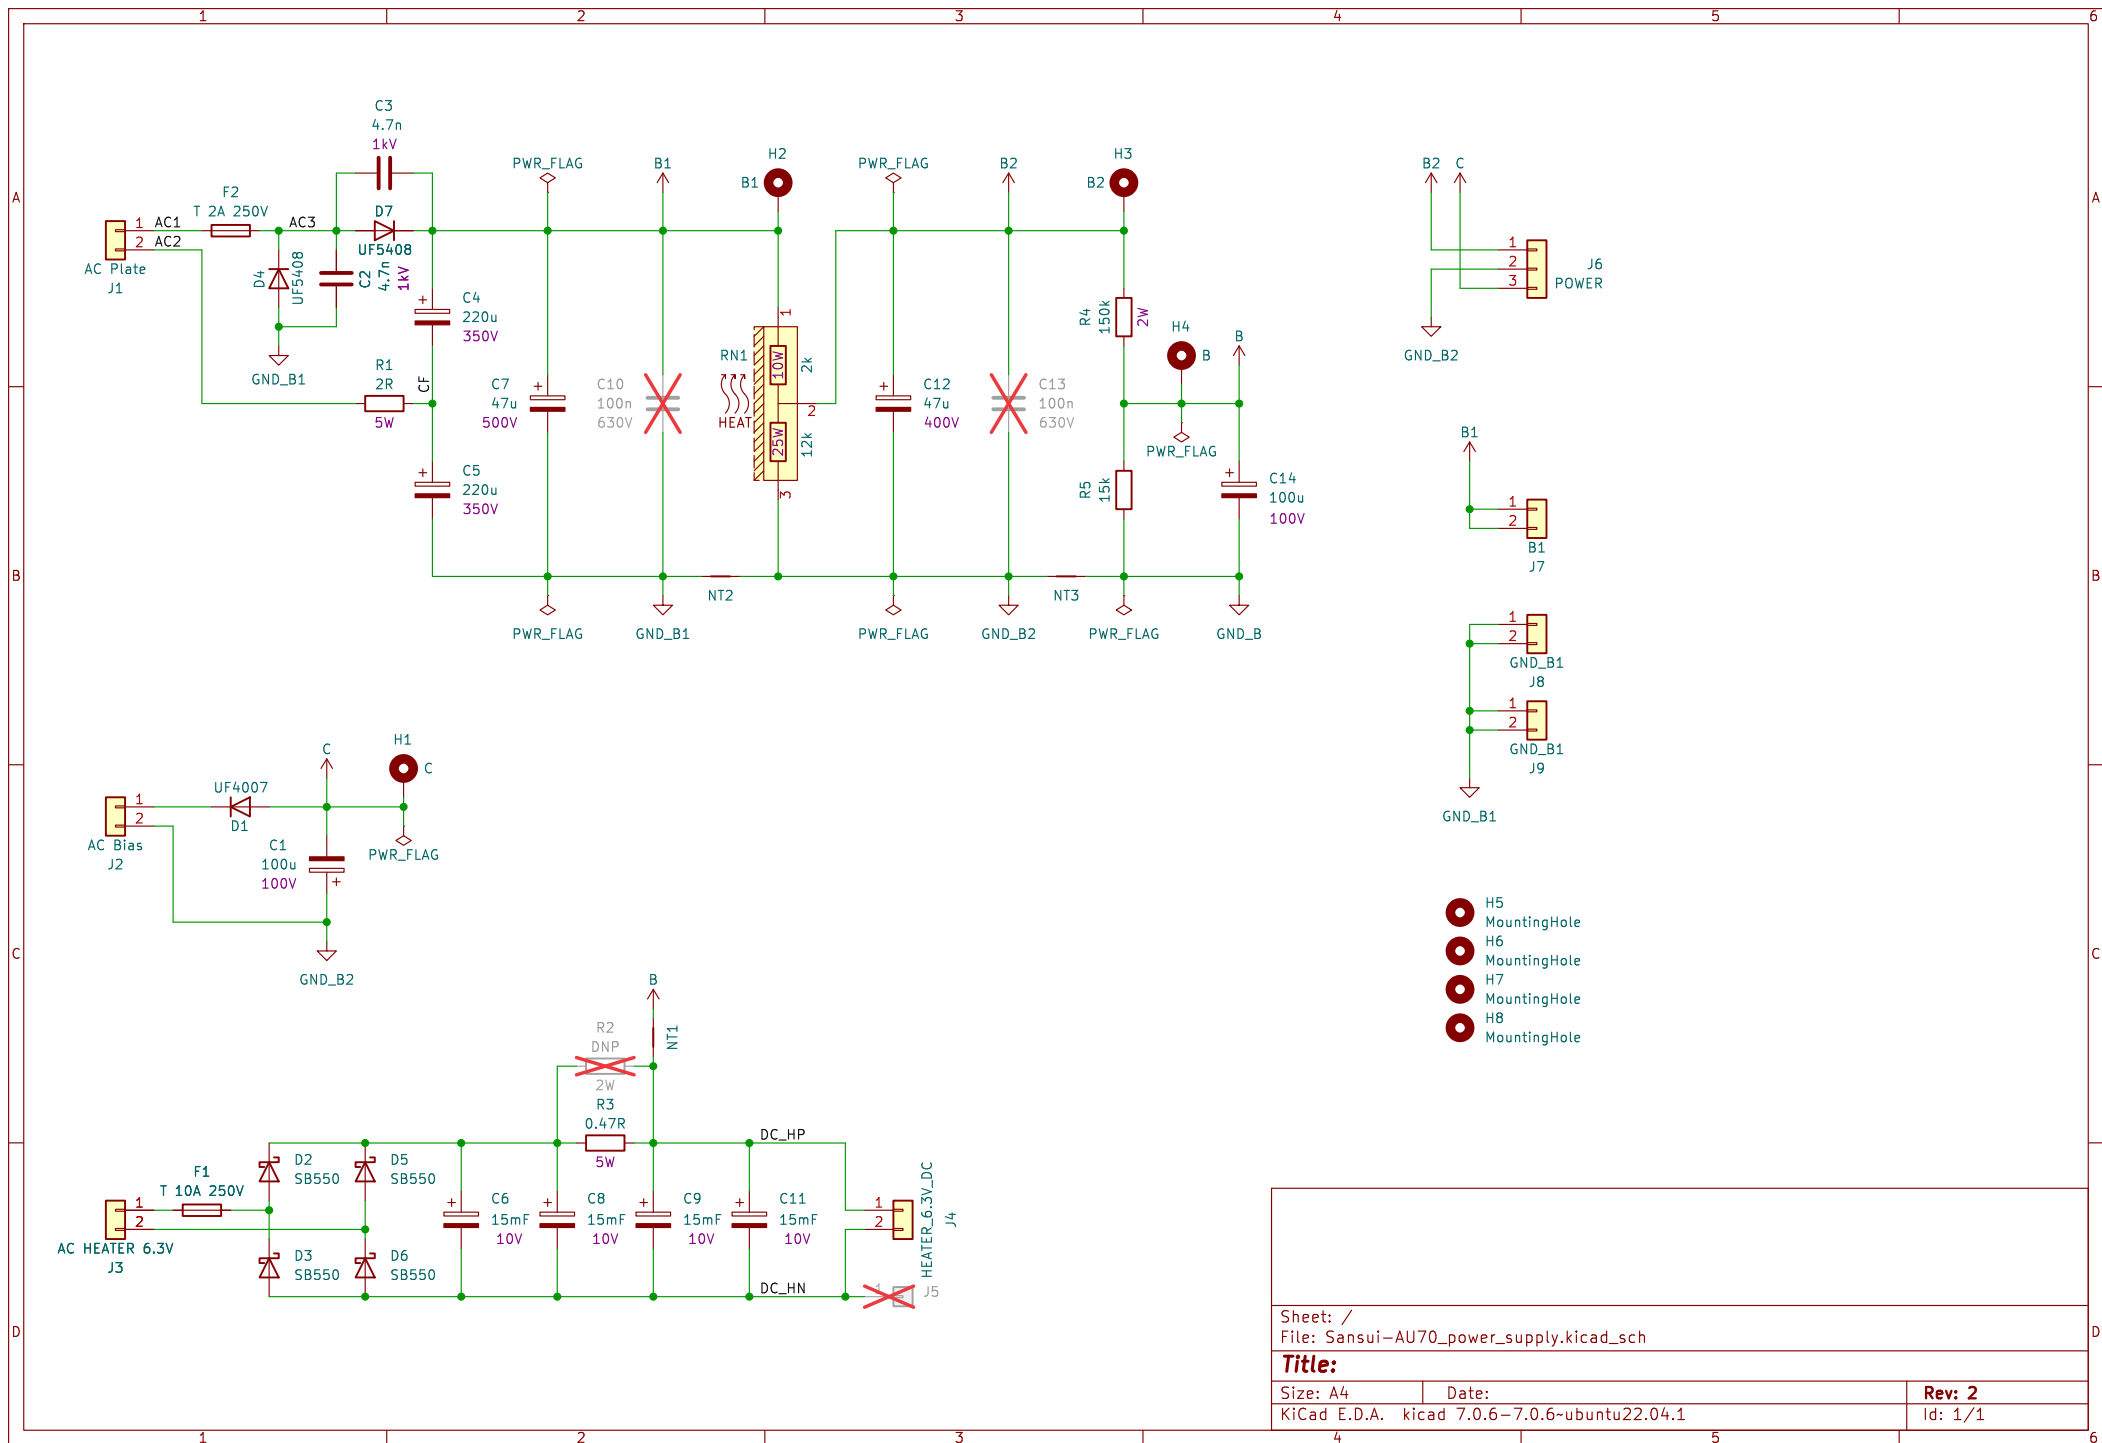 1 2 3 4 5 6
A
B
C
D
A
B
C
D
1 2 3 4 5 6
C3
4.7n
1kV
F2
T 2A 250V
D7
UF5408
AC1
AC2
AC3
1
2
AC Plate
J1
D4
UF5408
C2
4.7n
1kV
GND_B1
R1
2R
5W
CF
+
C4
220u
350V
+
C5
220u
350V
PWR_FLAG
B1
H2
B1
PWR_FLAG
B2
H3
B2
C7
47u
500V
+
C10
100n
630V
RN1
HEAT
1
10W
2k
2
25W
12k
3
+
C12
47u
400V
C13
100n
630V
R4
150k
2W
H4
B
B
PWR_FLAG
R5
15k
+
C14
100u
100V
NT2
NT3
PWR_FLAG
GND_B1
PWR_FLAG
GND_B2
PWR_FLAG
GND_B
B2 C
1
2
3
J6
POWER
GND_B2
B1
1
2
B1
J7
1
2
GND_B1
J8
1
2
GND_B1
J9
GND_B1
C
H1
C
UF4007
D1
1
2
AC Bias
J2
C1
100u
100V
+
PWR_FLAG
GND_B2
H5
MountingHole
H6
MountingHole
H7
MountingHole
H8
MountingHole
B
NT1
R2
DNP
2W
R3
0.47R
5W
DC_HP
D2
SB550
D5
SB550
F1
T 10A 250V
1
2
AC HEATER 6.3V
J3
D3
SB550
D6
SB550
+
C6
15mF
10V
+
C8
15mF
10V
+
C9
15mF
10V
+
C11
15mF
10V
1
2
HEATER_6.3V_DC
J4
DC_HN
1
J5
Sheet: /
File: Sansui-AU70_power_supply.kicad_sch
Title:
Size: A4 Date: Rev: 2
KiCad E.D.A. kicad 7.0.6-7.0.6~ubuntu22.04.1 Id: 1/1